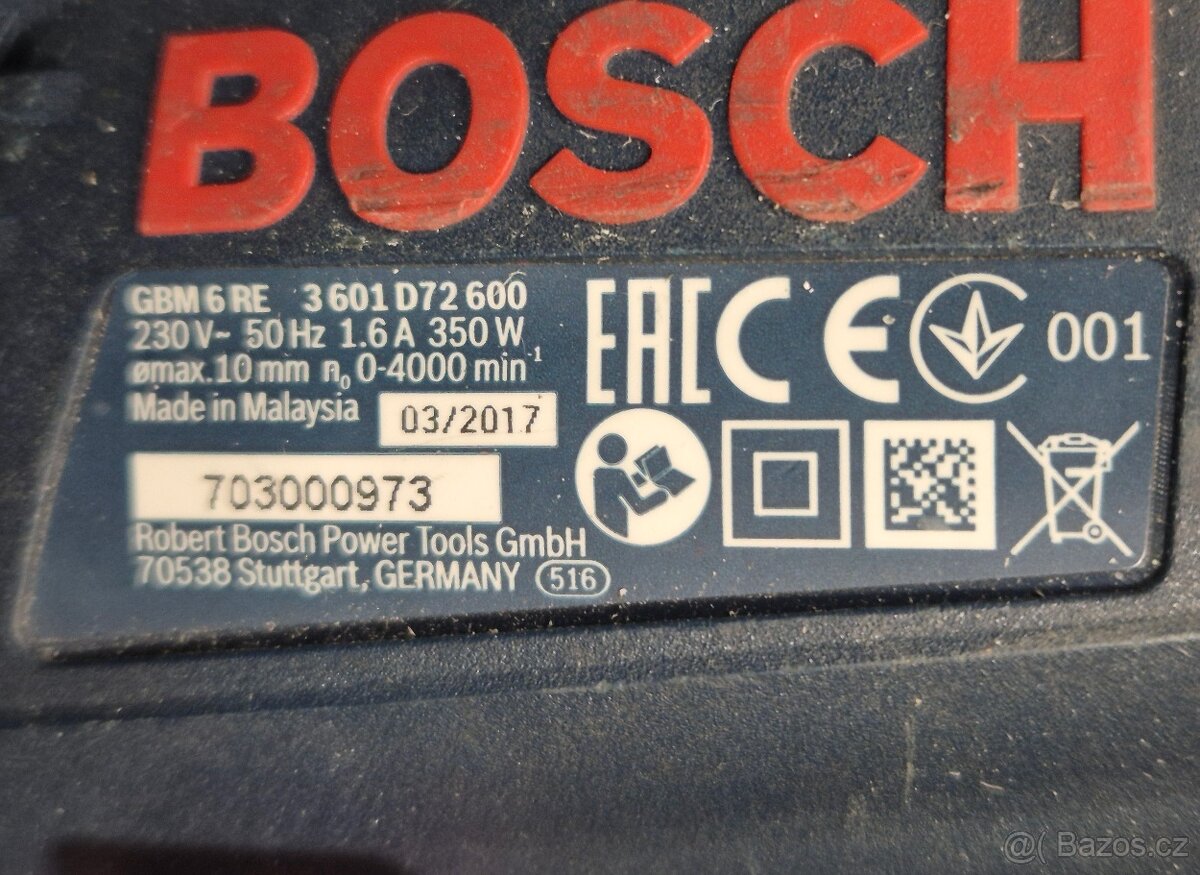 BOSCH
GBM 6 RE 3 601 D72 600
230 V~ 50 Hz 1.6 A 350 W
ømax. 10 mm n₀ 0-4000 min⁻¹
Made in Malaysia 03/2017
703000973
Robert Bosch Power Tools GmbH
70538 Stuttgart, GERMANY 516
EAC CE 001
@( Bazos.cz